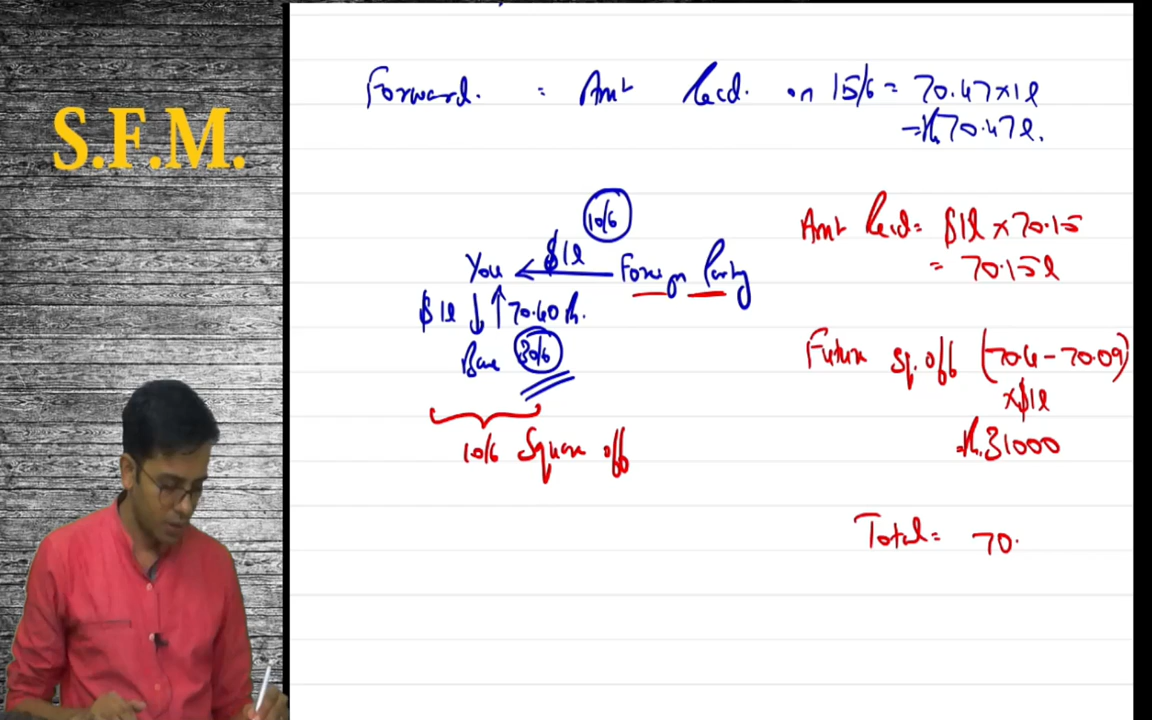 S.F.M.
Forward. = Amt Recd. on 15/6 = 70.47×1l
=Rs.70.47l.
10/6
$1l
You Foreign Party
$1l 70.40 Rs.
30/6
10/6 Square off
Amt Recd= $1l ×70.15
= 70.15l
Future Sq.off (70.4-70.09)
×$1l
=Rs.31000
Total= 70.